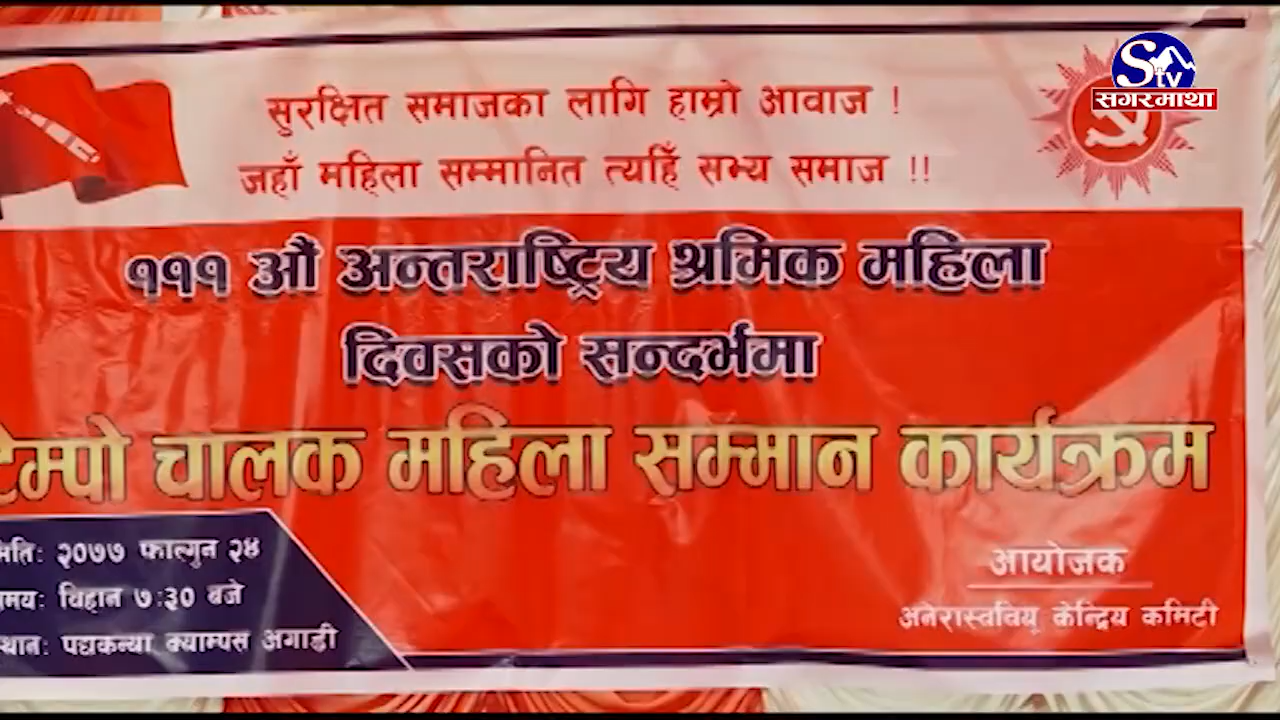 S tv
सगरमाथा
सुरक्षित समाजका लागि हाम्रो आवाज !
जहाँ महिला सम्मानित त्यहिँ सभ्य समाज !!
१११ औं अन्तराष्ट्रिय श्रमिक महिला
दिवसको सन्दर्भमा
टेम्पो चालक महिला सम्मान कार्यक्रम
मिति: २०७७ फाल्गुन २४
समय: विहान ७:३० बजे
स्थान: पद्मकन्या क्याम्पस अगाडी
आयोजक
अनेरास्ववियू केन्द्रिय कमिटी